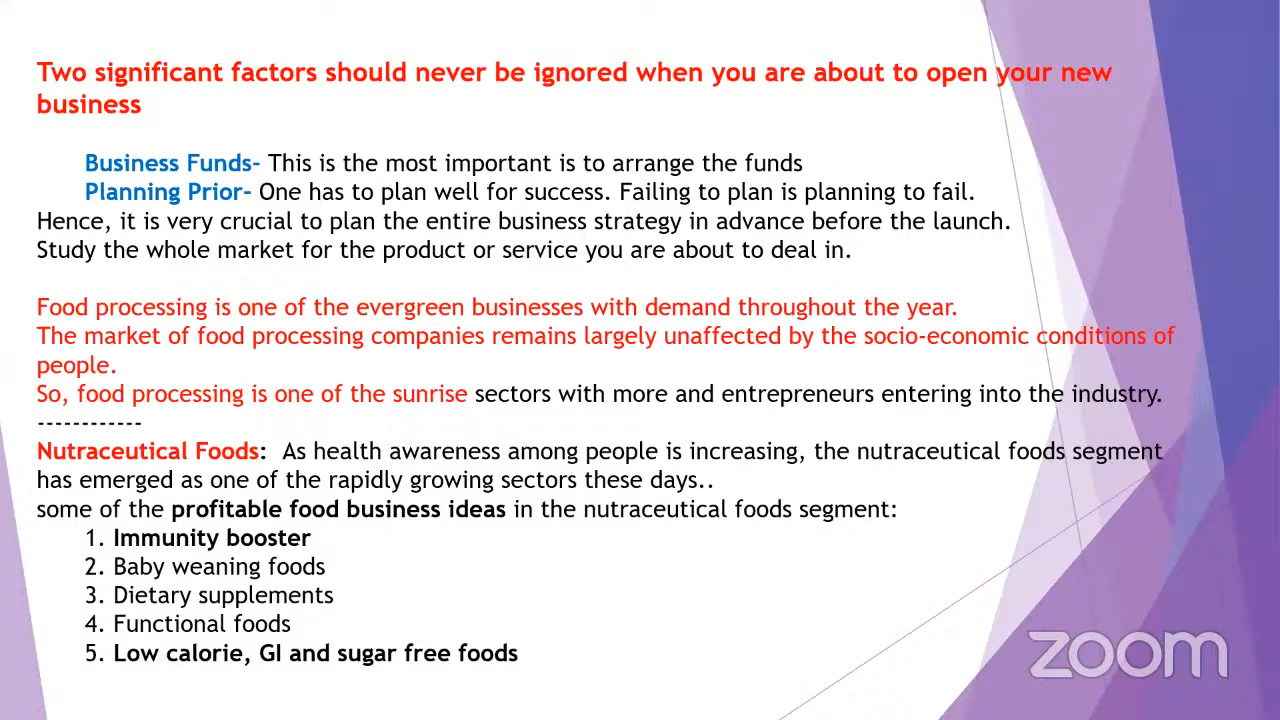 Two significant factors should never be ignored when you are about to open your new
business
Business Funds- This is the most important is to arrange the funds
Planning Prior- One has to plan well for success. Failing to plan is planning to fail.
Hence, it is very crucial to plan the entire business strategy in advance before the launch.
Study the whole market for the product or service you are about to deal in.
Food processing is one of the evergreen businesses with demand throughout the year.
The market of food processing companies remains largely unaffected by the socio-economic conditions of
people.
So, food processing is one of the sunrise sectors with more and entrepreneurs entering into the industry.
------------
Nutraceutical Foods: As health awareness among people is increasing, the nutraceutical foods segment
has emerged as one of the rapidly growing sectors these days..
some of the profitable food business ideas in the nutraceutical foods segment:
1. Immunity booster
2. Baby weaning foods
3. Dietary supplements
4. Functional foods
5. Low calorie, GI and sugar free foods
zoom